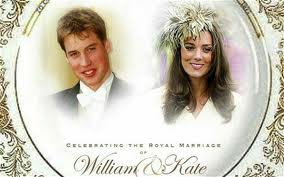 CELEBRATING THE ROYAL MARRIAGE
OF
William & Kate